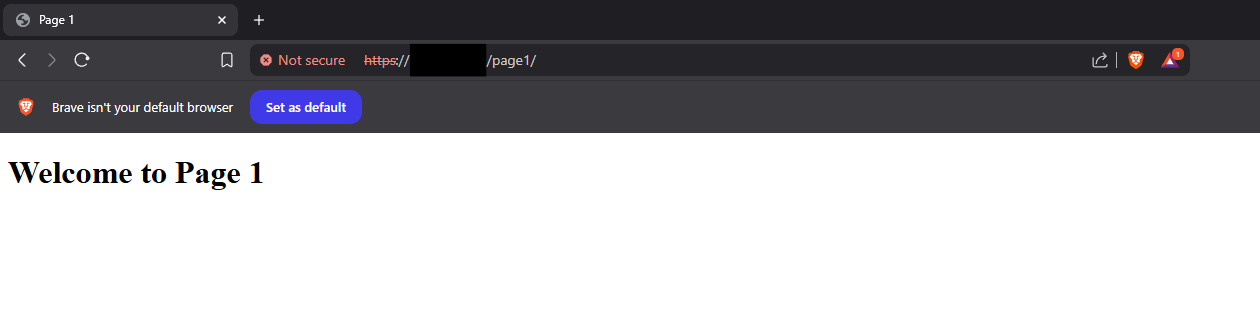 Page 1
Not secure https:// /page1/
1
Brave isn't your default browser Set as default
Welcome to Page 1